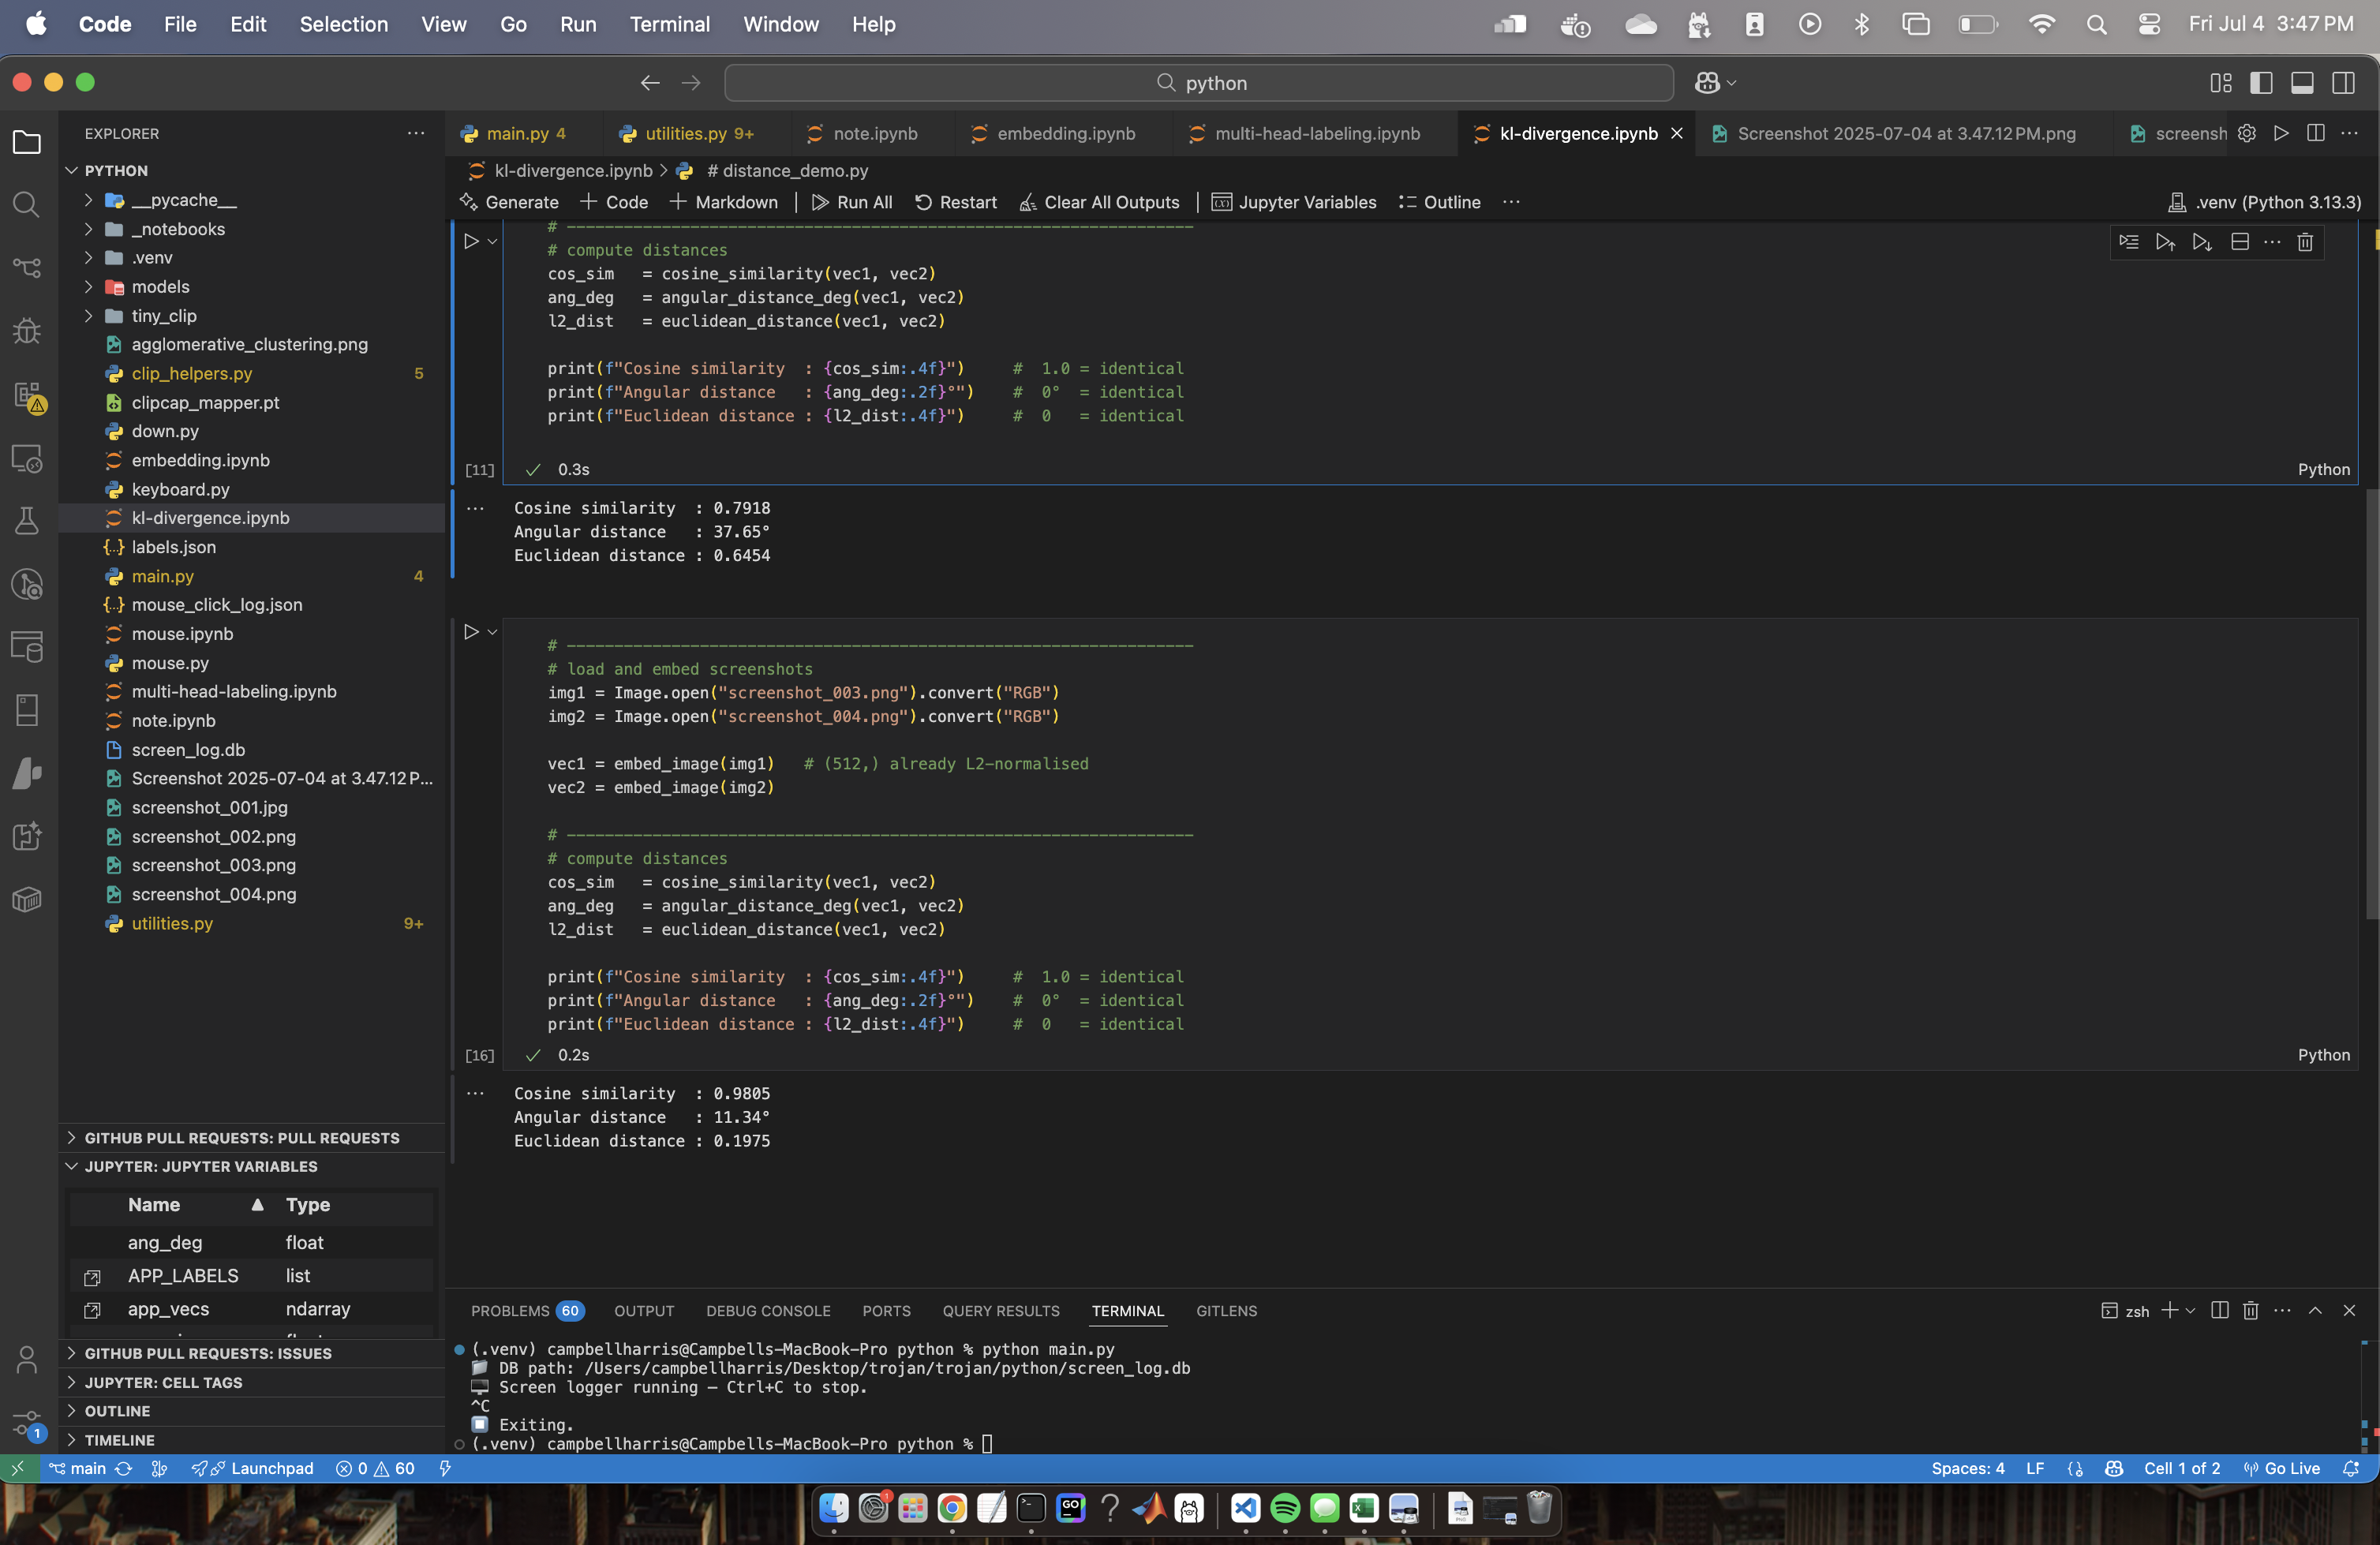 Code File Edit Selection View Go Run Terminal Window Help
Fri Jul 4 3:47 PM
python
EXPLORER
PYTHON
__pycache__
_notebooks
.venv
models
tiny_clip
agglomerative_clustering.png
clip_helpers.py 5
clipcap_mapper.pt
down.py
embedding.ipynb
keyboard.py
kl-divergence.ipynb
labels.json
main.py 4
mouse_click_log.json
mouse.ipynb
mouse.py
multi-head-labeling.ipynb
note.ipynb
screen_log.db
Screenshot 2025-07-04 at 3.47.12 P...
screenshot_001.jpg
screenshot_002.png
screenshot_003.png
screenshot_004.png
utilities.py 9+
GITHUB PULL REQUESTS: PULL REQUESTS
JUPYTER: JUPYTER VARIABLES
Name Type
ang_deg float
APP_LABELS list
app_vecs ndarray
GITHUB PULL REQUESTS: ISSUES
JUPYTER: CELL TAGS
OUTLINE
TIMELINE
main.py 4 utilities.py 9+ note.ipynb embedding.ipynb multi-head-labeling.ipynb kl-divergence.ipynb Screenshot 2025-07-04 at 3.47.12 PM.png screensh
kl-divergence.ipynb > # distance_demo.py
Generate + Code + Markdown Run All Restart Clear All Outputs Jupyter Variables Outline ...
.venv (Python 3.13.3)
# ------------------------------------------------------------------
# compute distances
cos_sim = cosine_similarity(vec1, vec2)
ang_deg = angular_distance_deg(vec1, vec2)
l2_dist = euclidean_distance(vec1, vec2)
print(f"Cosine similarity : {cos_sim:.4f}") # 1.0 = identical
print(f"Angular distance : {ang_deg:.2f}°") # 0° = identical
print(f"Euclidean distance : {l2_dist:.4f}") # 0 = identical
[11] 0.3s Python
Cosine similarity : 0.7918
Angular distance : 37.65°
Euclidean distance : 0.6454
# ------------------------------------------------------------------
# load and embed screenshots
img1 = Image.open("screenshot_003.png").convert("RGB")
img2 = Image.open("screenshot_004.png").convert("RGB")
vec1 = embed_image(img1) # (512,) already L2-normalised
vec2 = embed_image(img2)
# ------------------------------------------------------------------
# compute distances
cos_sim = cosine_similarity(vec1, vec2)
ang_deg = angular_distance_deg(vec1, vec2)
l2_dist = euclidean_distance(vec1, vec2)
print(f"Cosine similarity : {cos_sim:.4f}") # 1.0 = identical
print(f"Angular distance : {ang_deg:.2f}°") # 0° = identical
print(f"Euclidean distance : {l2_dist:.4f}") # 0 = identical
[16] 0.2s Python
Cosine similarity : 0.9805
Angular distance : 11.34°
Euclidean distance : 0.1975
PROBLEMS 60 OUTPUT DEBUG CONSOLE PORTS QUERY RESULTS TERMINAL GITLENS
zsh
(.venv) campbellharris@Campbells-MacBook-Pro python % python main.py
DB path: /Users/campbellharris/Desktop/trojan/trojan/python/screen_log.db
Screen logger running — Ctrl+C to stop.
^C
Exiting.
(.venv) campbellharris@Campbells-MacBook-Pro python %
1
main Launchpad 0 60 Spaces: 4 LF Cell 1 of 2 Go Live
1
GO